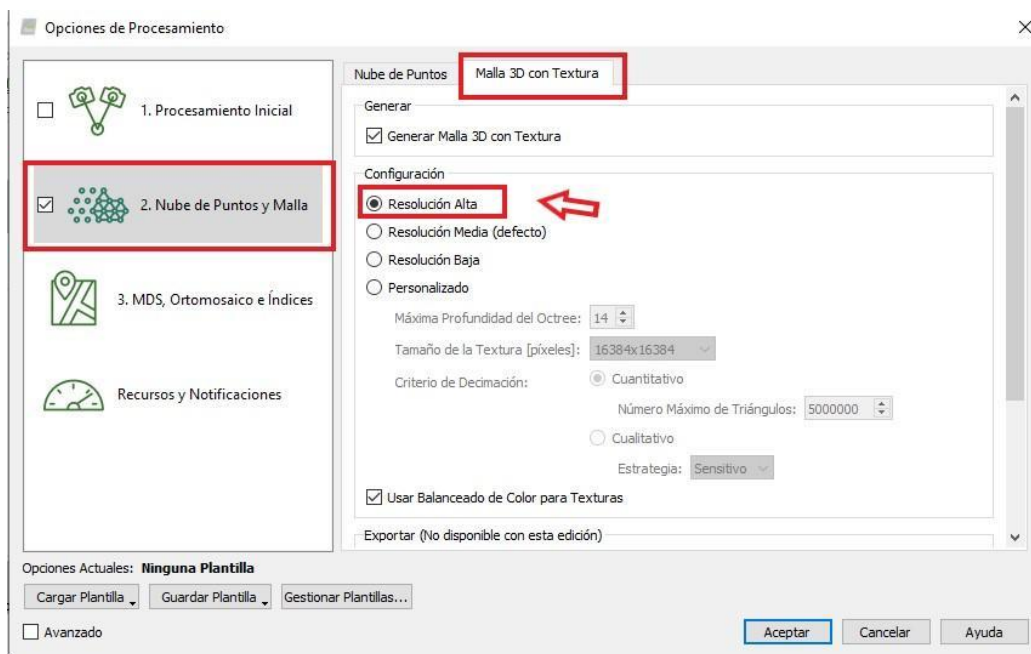 Opciones de Procesamiento
1. Procesamiento Inicial
2. Nube de Puntos y Malla
3. MDS, Ortomosaico e Índices
Recursos y Notificaciones
Nube de Puntos
Malla 3D con Textura
Generar
Generar Malla 3D con Textura
Configuración
Resolución Alta
Resolución Media (defecto)
Resolución Baja
Personalizado
Máxima Profundidad del Octree: 14
Tamaño de la Textura [píxeles]: 16384x16384
Criterio de Decimación: Cuantitativo
Número Máximo de Triángulos: 5000000
Cualitativo
Estrategia: Sensitivo
Usar Balanceado de Color para Texturas
Exportar (No disponible con esta edición)
Opciones Actuales: Ninguna Plantilla
Cargar Plantilla Guardar Plantilla Gestionar Plantillas...
Avanzado
Aceptar Cancelar Ayuda